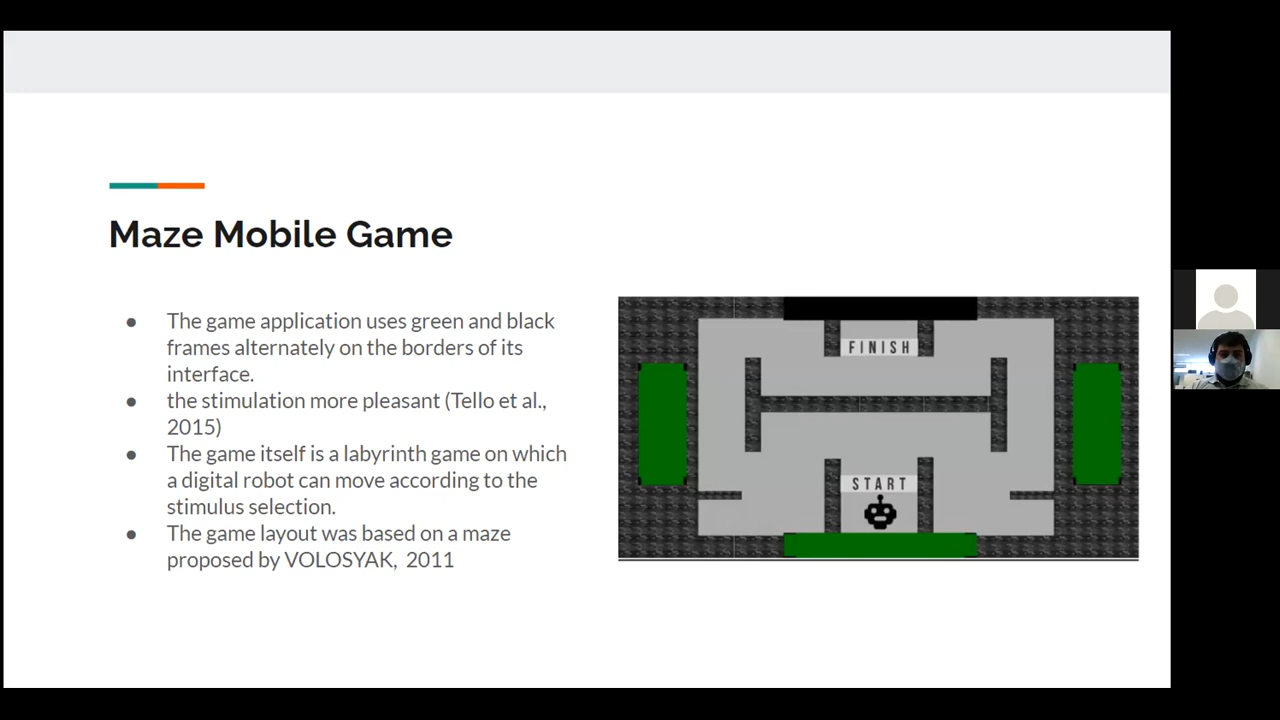 Maze Mobile Game
● The game application uses green and black
frames alternately on the borders of its
interface.
● the stimulation more pleasant (Tello et al.,
2015)
● The game itself is a labyrinth game on which
a digital robot can move according to the
stimulus selection.
● The game layout was based on a maze
proposed by VOLOSYAK, 2011
FINISH
START